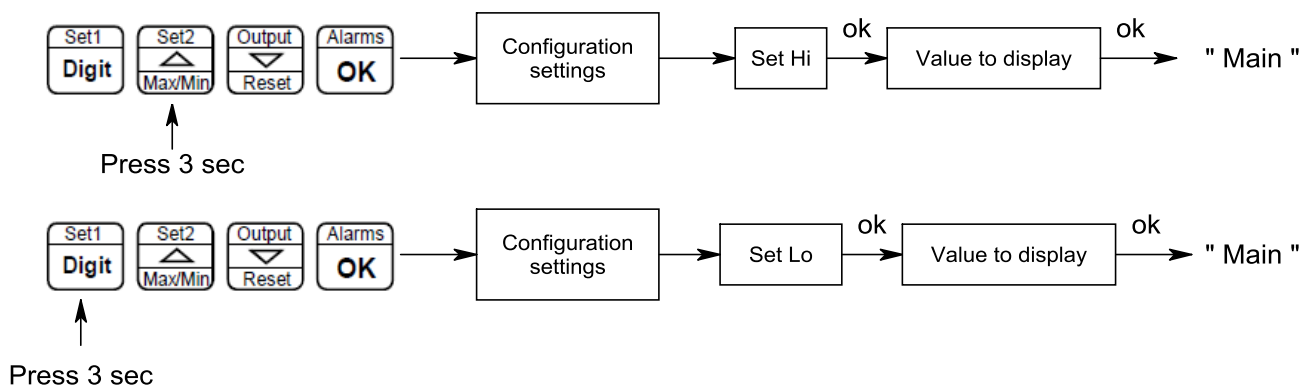 Set1 Set2 Output Alarms
Digit OK
Max/Min Reset
Configuration
settings
Set Hi
ok
Value to display
ok
" Main "
Press 3 sec
Set1 Set2 Output Alarms
Digit OK
Max/Min Reset
Configuration
settings
Set Lo
ok
Value to display
ok
" Main "
Press 3 sec